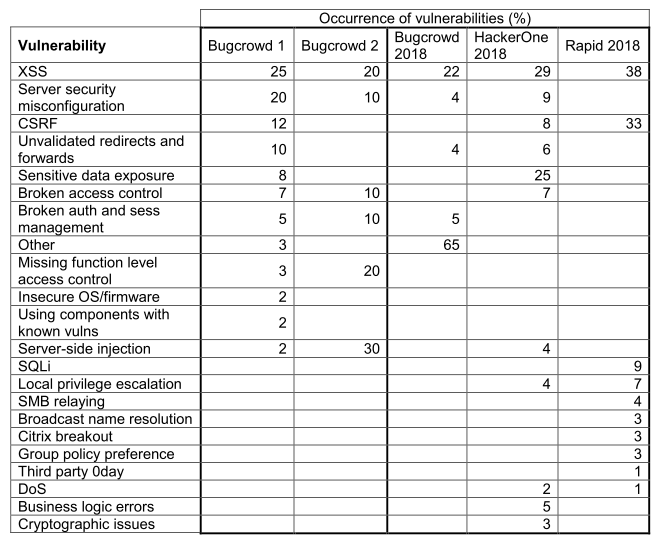 Occurrence of vulnerabilities (%)
Vulnerability Bugcrowd 1 Bugcrowd 2 Bugcrowd 2018 HackerOne 2018 Rapid 2018
XSS 25 20 22 29 38
Server security misconfiguration 20 10 4 9
CSRF 12 8 33
Unvalidated redirects and forwards 10 4 6
Sensitive data exposure 8 25
Broken access control 7 10 7
Broken auth and sess management 5 10 5
Other 3 65
Missing function level access control 3 20
Insecure OS/firmware 2
Using components with known vulns 2
Server-side injection 2 30 4
SQLi 9
Local privilege escalation 4 7
SMB relaying 4
Broadcast name resolution 3
Citrix breakout 3
Group policy preference 3
Third party 0day 1
DoS 2 1
Business logic errors 5
Cryptographic issues 3